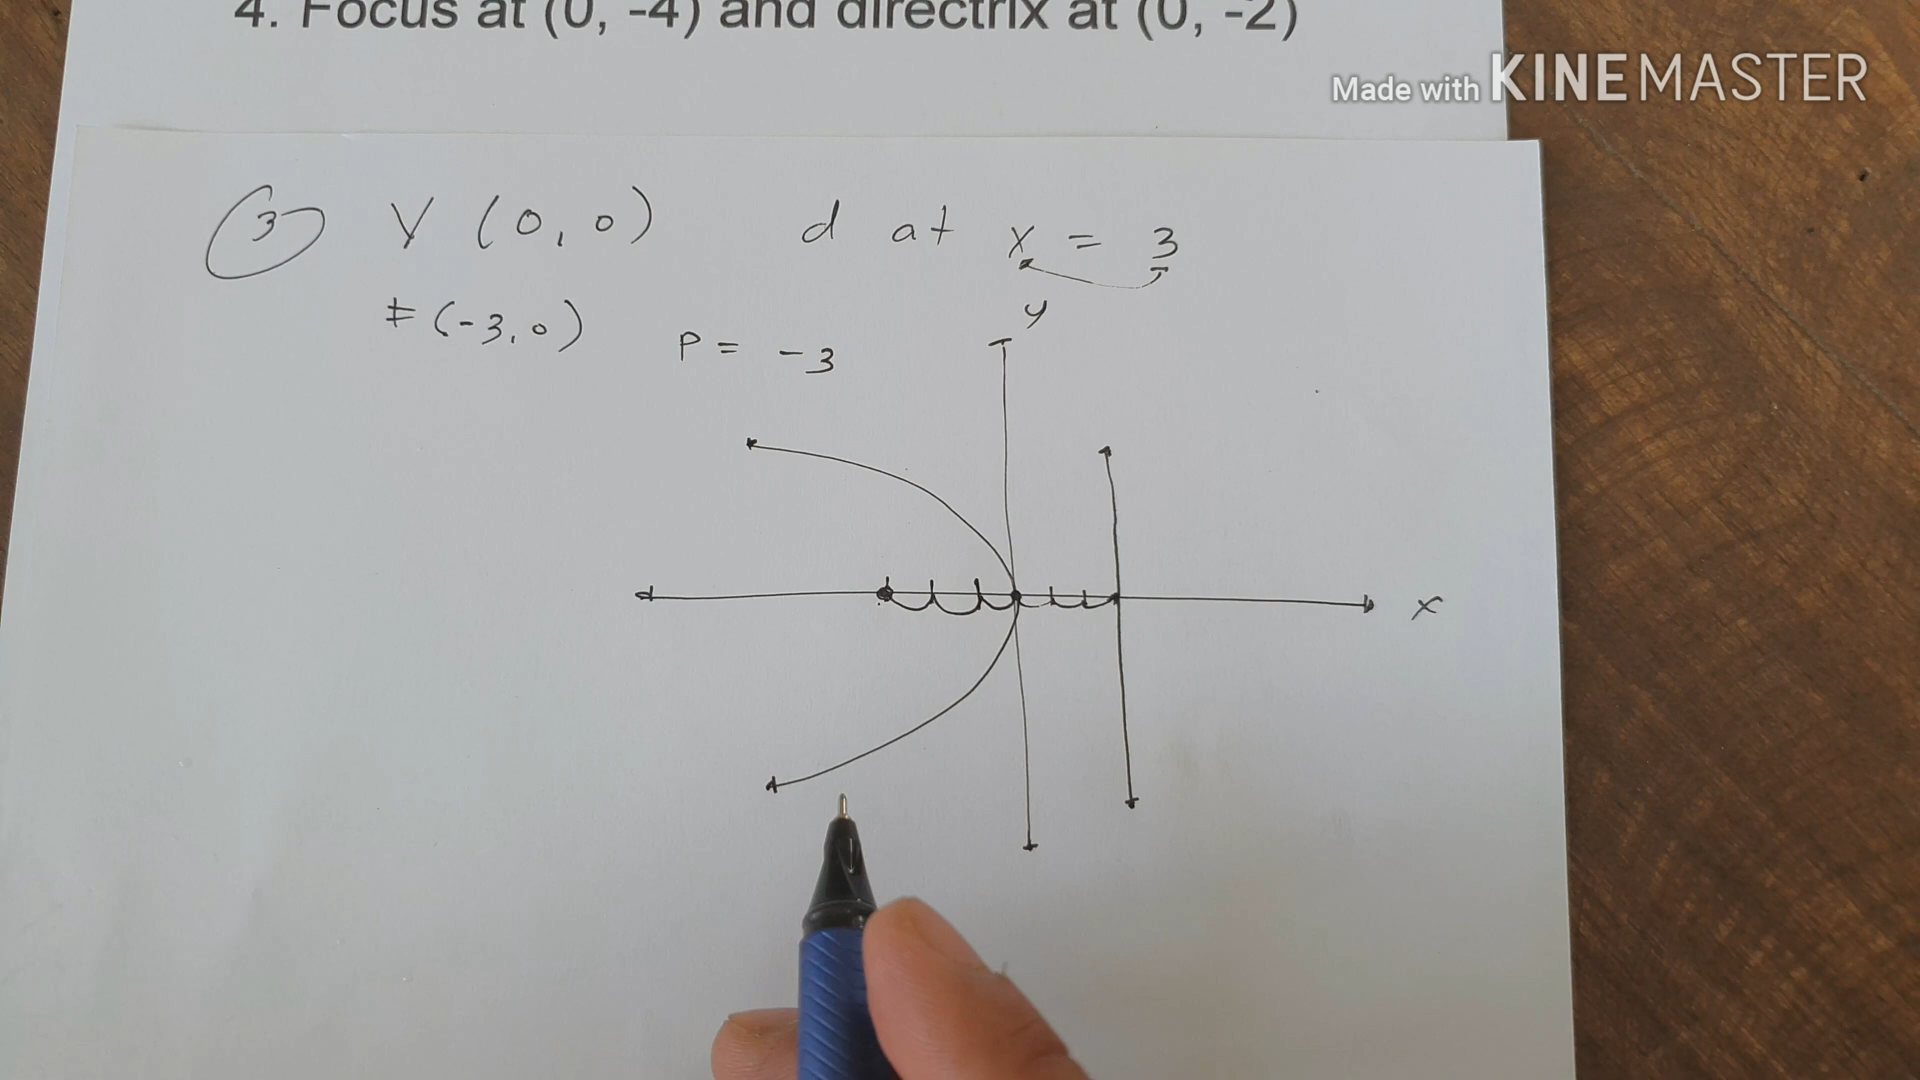 4. Focus at (0, -4) and directrix at (0, -2)
Made with KINEMASTER
3 V (0, 0) d at x = 3
F (-3, 0) P = -3
y
x